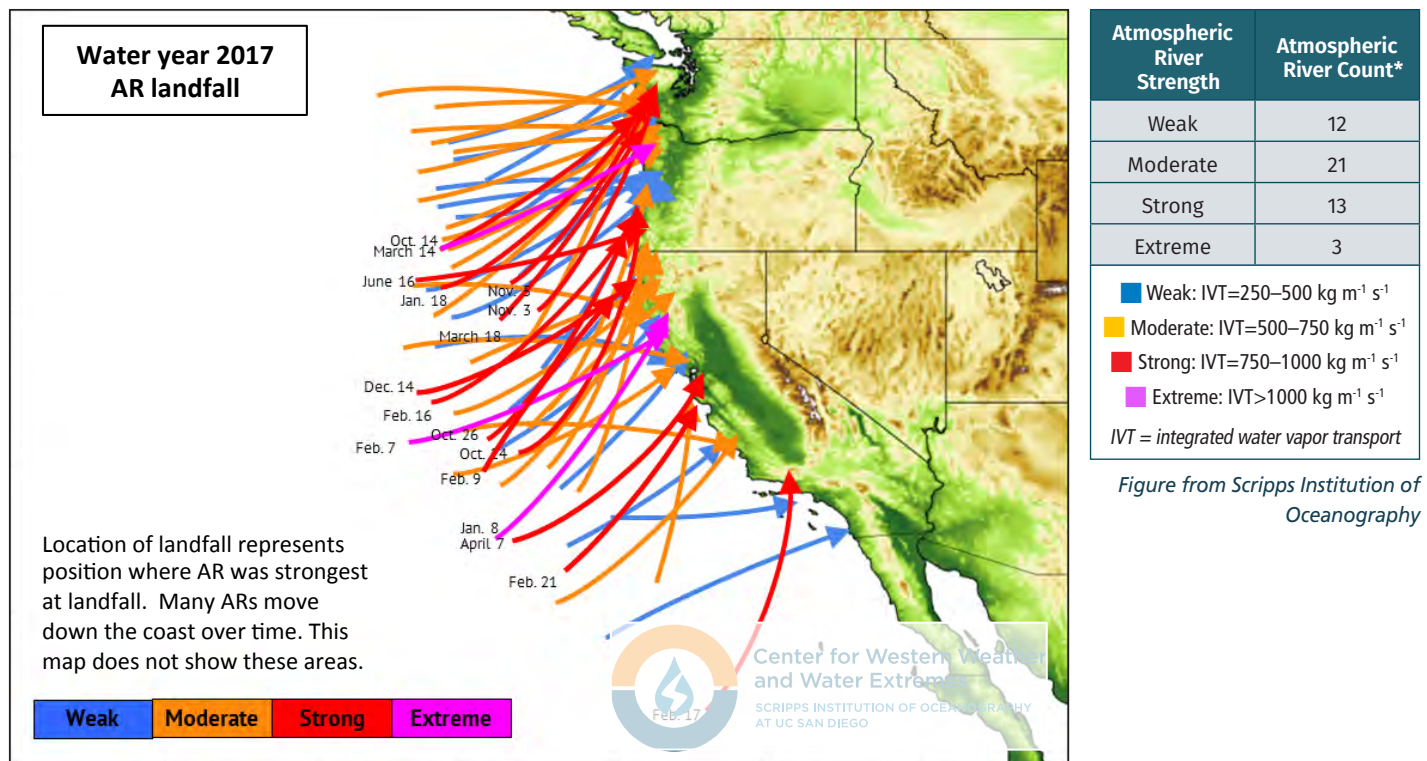 Water year 2017
AR landfall
Oct. 14
March 14
June 16
Jan. 18
Nov. 5
Nov. 3
March 18
Dec. 14
Feb. 16
Oct. 26
Feb. 7
Oct. 24
Feb. 9
Jan. 8
April 7
Feb. 21
Feb. 17
Location of landfall represents
position where AR was strongest
at landfall. Many ARs move
down the coast over time. This
map does not show these areas.
Weak Moderate Strong Extreme
Center for Western Weather
and Water Extremes
SCRIPPS INSTITUTION OF OCEANOGRAPHY
AT UC SAN DIEGO
Atmospheric River Strength Atmospheric River Count*
Weak 12
Moderate 21
Strong 13
Extreme 3
Weak: IVT=250–500 kg m⁻¹ s⁻¹
Moderate: IVT=500–750 kg m⁻¹ s⁻¹
Strong: IVT=750–1000 kg m⁻¹ s⁻¹
Extreme: IVT>1000 kg m⁻¹ s⁻¹
IVT = integrated water vapor transport
Figure from Scripps Institution of
Oceanography